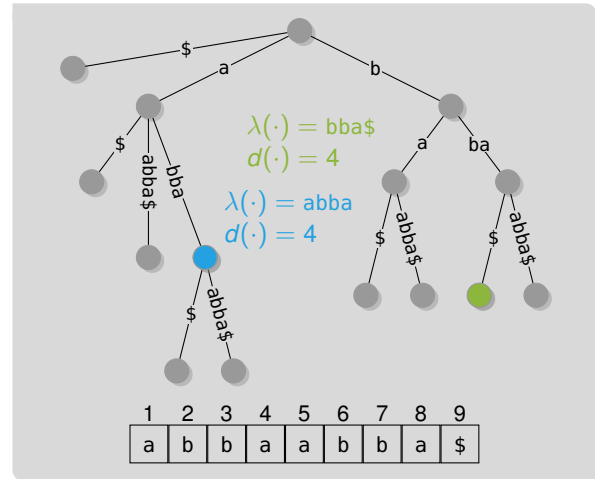 $
a
b
$
abba$
bba
a
ba
λ(·) = bba$
d(·) = 4
λ(·) = abba
d(·) = 4
$
abba$
$
abba$
$
abba$
1 2 3 4 5 6 7 8 9
a b b a a b b a $